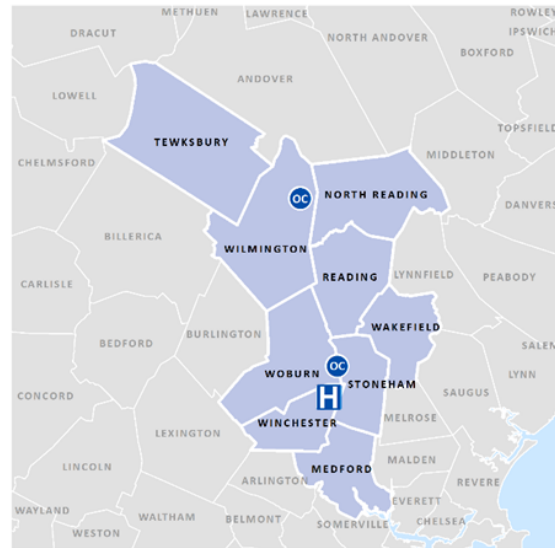 METHUEN
LAWRENCE
ROWLEY
DRACUT
NORTH ANDOVER
IPSWICH
BOXFORD
ANDOVER
LOWELL
TOPSFIELD
TEWKSBURY
CHELMSFORD
MIDDLETON
OC
NORTH READING
DANVERS
BILLERICA
WILMINGTON
READING
LYNNFIELD
PEABODY
CARLISLE
WAKEFIELD
BURLINGTON
BEDFORD
SALEM
OC
WOBURN
LYNN
STONEHAM
CONCORD
H
SAUGUS
WINCHESTER
MELROSE
LEXINGTON
LINCOLN
MEDFORD
MALDEN
ARLINGTON
REVERE
EVERETT
WAYLAND
WALTHAM
BELMONT
SOMERVILLE
CHELSEA
WESTON